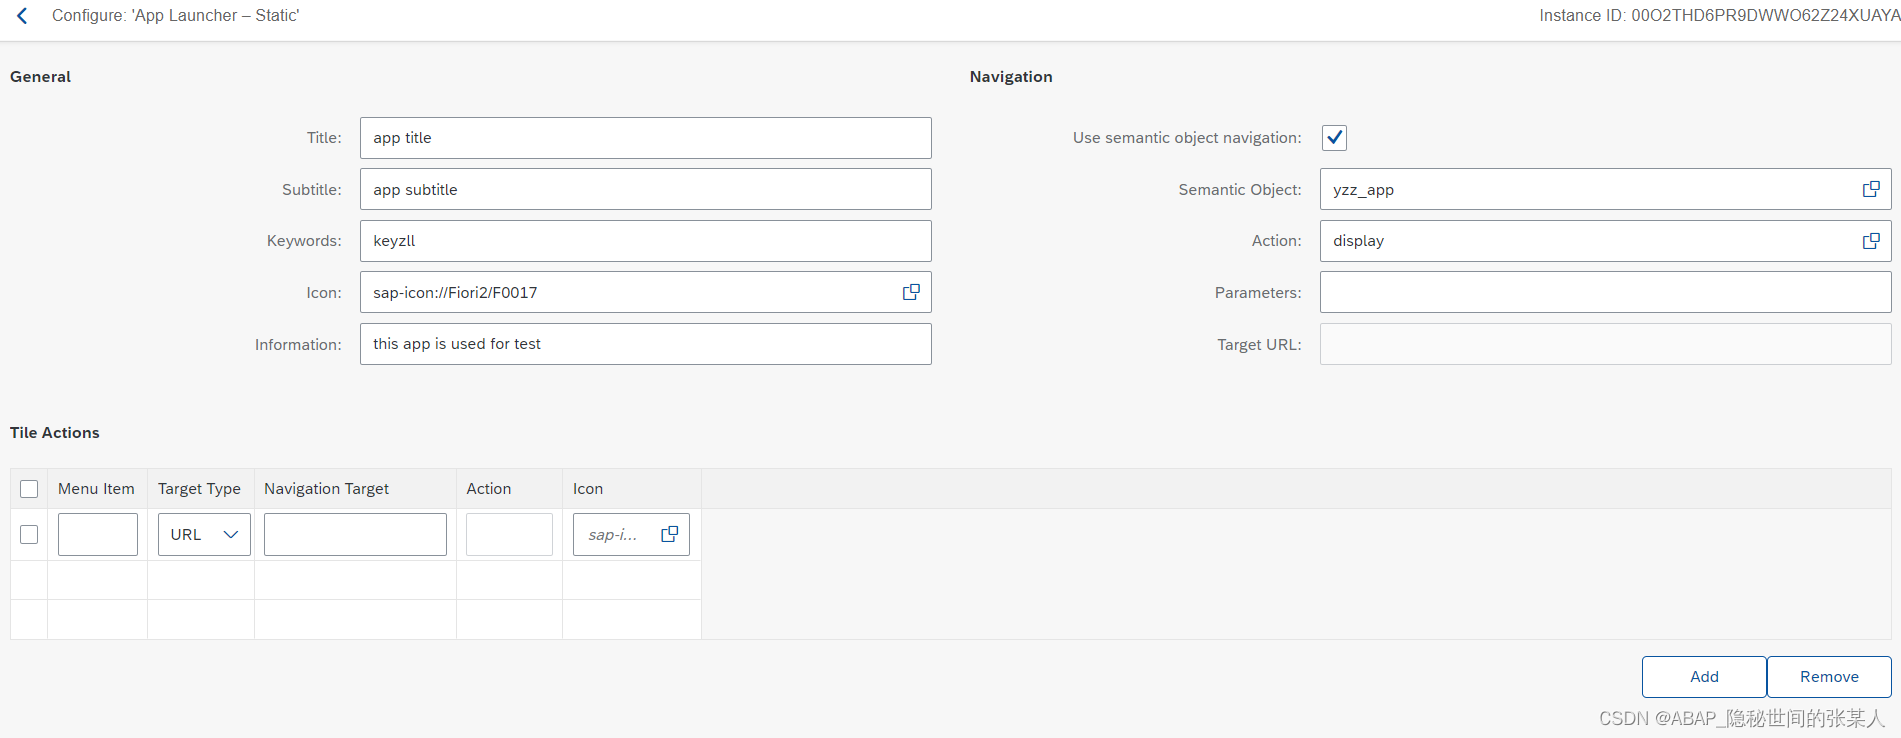 Configure: 'App Launcher – Static'
Instance ID: 00O2THD6PR9DWWO62Z24XUAYA
General
Title: app title
Subtitle: app subtitle
Keywords: keyzll
Icon: sap-icon://Fiori2/F0017
Information: this app is used for test
Navigation
Use semantic object navigation:
Semantic Object: yzz_app
Action: display
Parameters:
Target URL:
Tile Actions
Menu Item Target Type Navigation Target Action Icon
URL sap-i...
Add Remove
CSDN @ABAP_隐秘世间的张某人